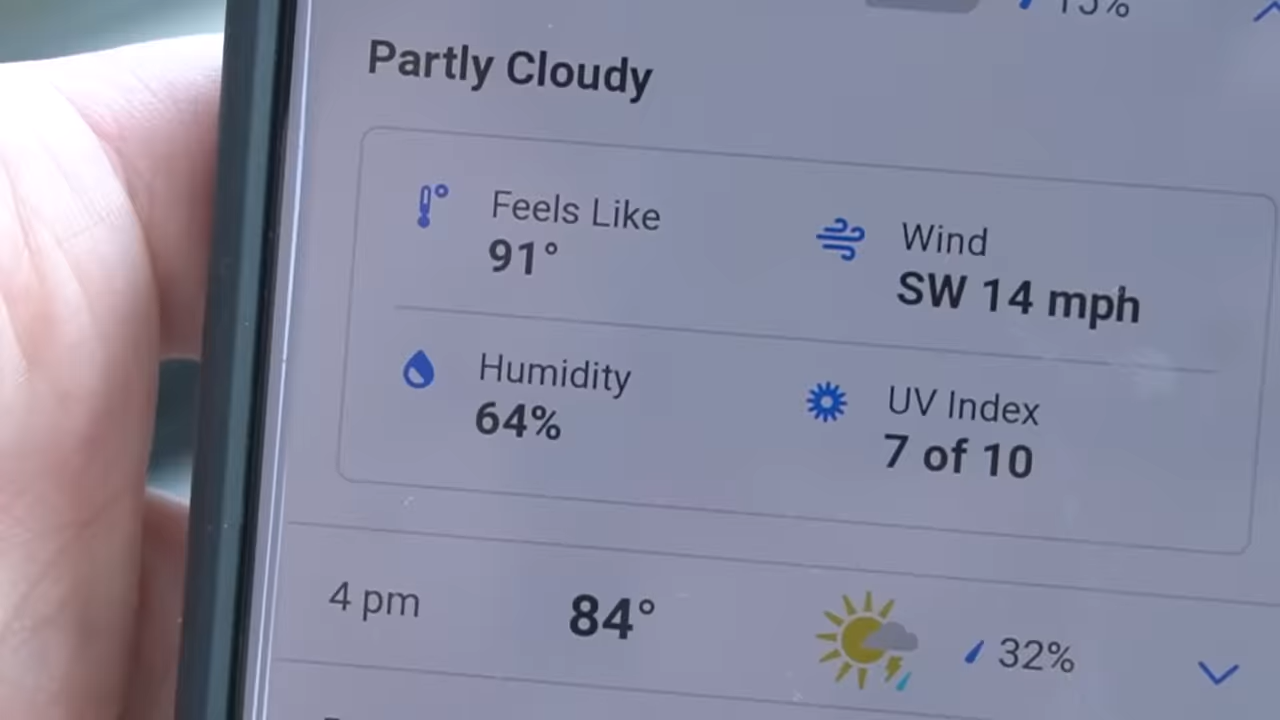 15%
Partly Cloudy
Feels Like
91°
Wind
SW 14 mph
Humidity
64%
UV Index
7 of 10
4 pm
84°
32%